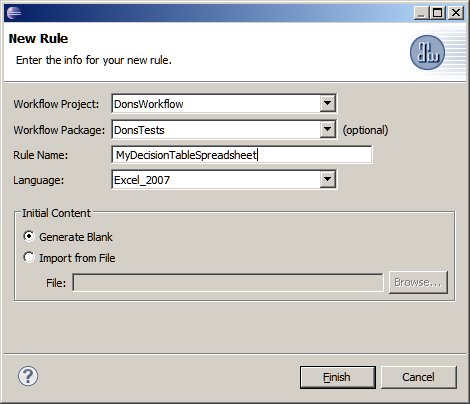 New Rule
Enter the info for your new rule.
Workflow Project: DonsWorkflow
Workflow Package: DonsTests (optional)
Rule Name: MyDecisionTableSpreadsheet
Language: Excel_2007
Initial Content
Generate Blank
Import from File
File: Browse...
? Finish Cancel